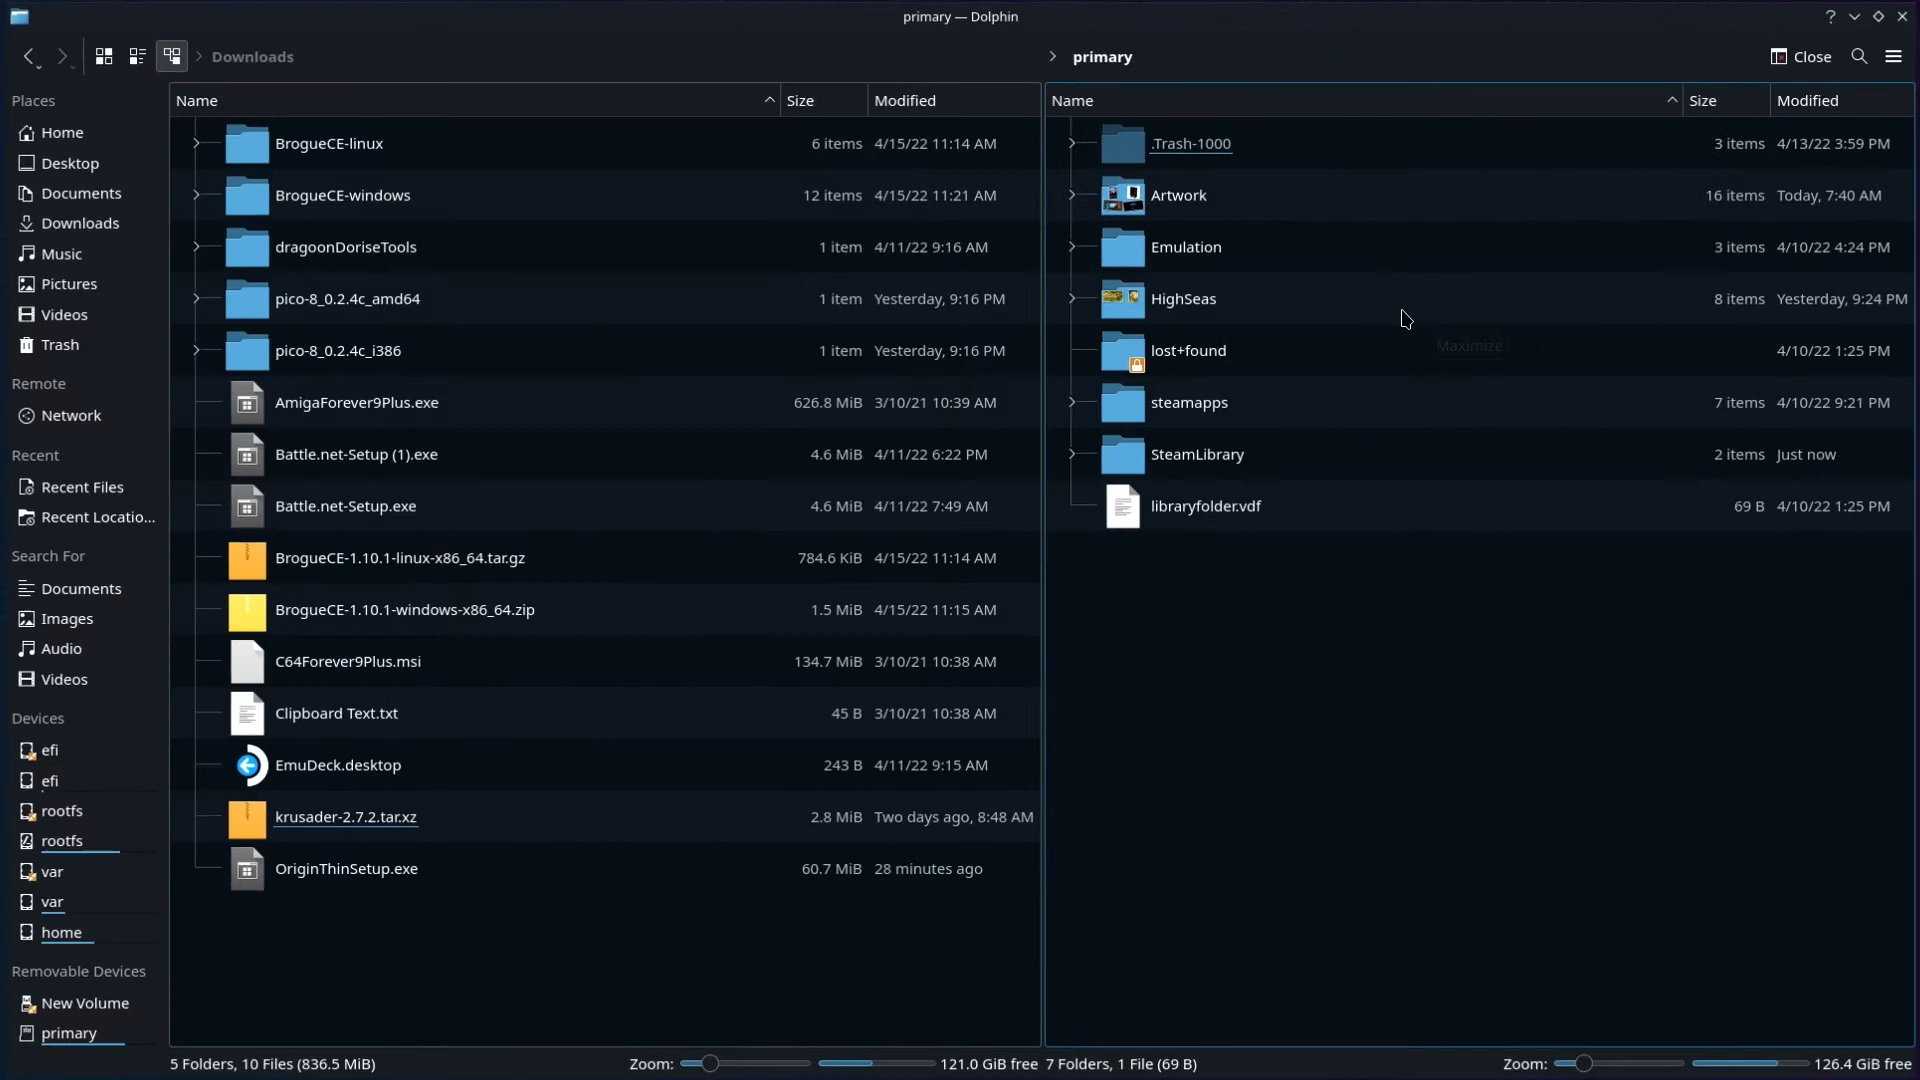 primary — Dolphin
Downloads
primary
Close
Places
Home
Desktop
Documents
Downloads
Music
Pictures
Videos
Trash
Remote
Network
Recent
Recent Files
Recent Locatio...
Search For
Documents
Images
Audio
Videos
Devices
efi
efi
rootfs
rootfs
var
var
home
Removable Devices
New Volume
primary
Name Size Modified
BrogueCE-linux 6 items 4/15/22 11:14 AM
BrogueCE-windows 12 items 4/15/22 11:21 AM
dragoonDoriseTools 1 item 4/11/22 9:16 AM
pico-8_0.2.4c_amd64 1 item Yesterday, 9:16 PM
pico-8_0.2.4c_i386 1 item Yesterday, 9:16 PM
AmigaForever9Plus.exe 626.8 MiB 3/10/21 10:39 AM
Battle.net-Setup (1).exe 4.6 MiB 4/11/22 6:22 PM
Battle.net-Setup.exe 4.6 MiB 4/11/22 7:49 AM
BrogueCE-1.10.1-linux-x86_64.tar.gz 784.6 KiB 4/15/22 11:14 AM
BrogueCE-1.10.1-windows-x86_64.zip 1.5 MiB 4/15/22 11:15 AM
C64Forever9Plus.msi 134.7 MiB 3/10/21 10:38 AM
Clipboard Text.txt 45 B 3/10/21 10:38 AM
EmuDeck.desktop 243 B 4/11/22 9:15 AM
krusader-2.7.2.tar.xz 2.8 MiB Two days ago, 8:48 AM
OriginThinSetup.exe 60.7 MiB 28 minutes ago
5 Folders, 10 Files (836.5 MiB) Zoom: 121.0 GiB free
Name Size Modified
.Trash-1000 3 items 4/13/22 3:59 PM
Artwork 16 items Today, 7:40 AM
Emulation 3 items 4/10/22 4:24 PM
HighSeas 8 items Yesterday, 9:24 PM
Maximize
lost+found 4/10/22 1:25 PM
steamapps 7 items 4/10/22 9:21 PM
SteamLibrary 2 items Just now
libraryfolder.vdf 69 B 4/10/22 1:25 PM
7 Folders, 1 File (69 B) Zoom: 126.4 GiB free